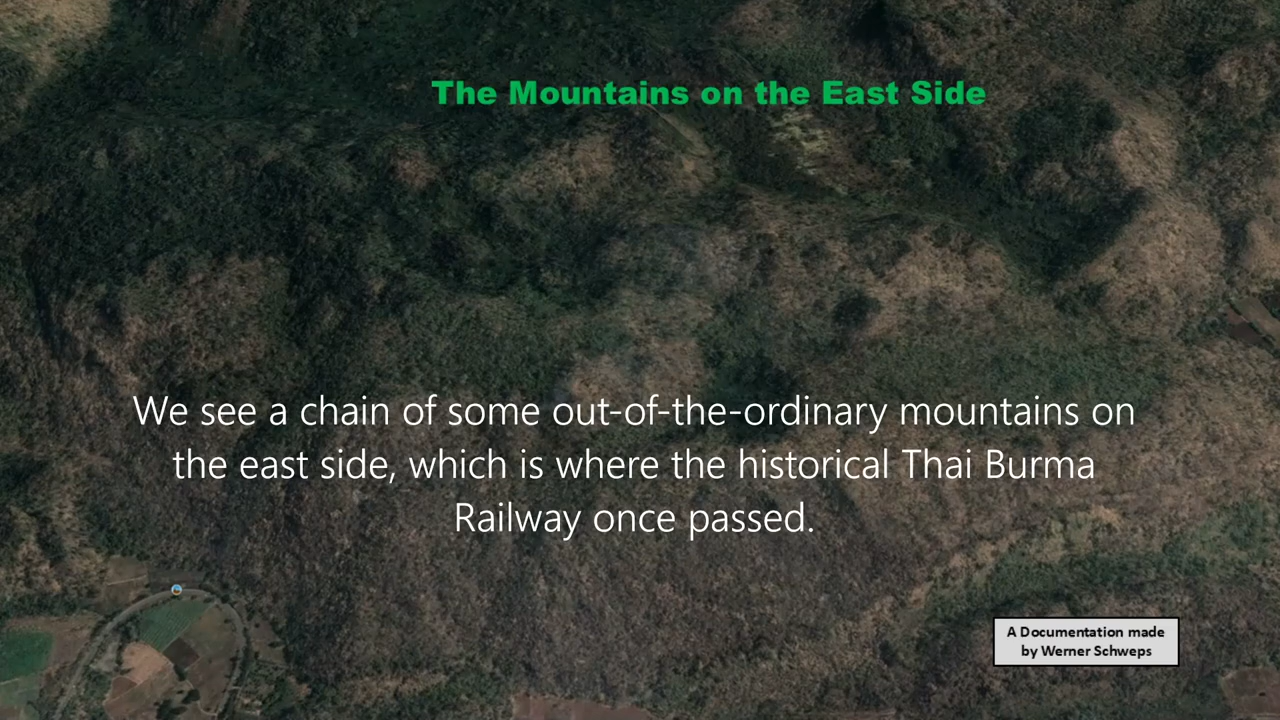 The Mountains on the East Side
We see a chain of some out-of-the-ordinary mountains on
the east side, which is where the historical Thai Burma
Railway once passed.
A Documentation made
by Werner Schweps